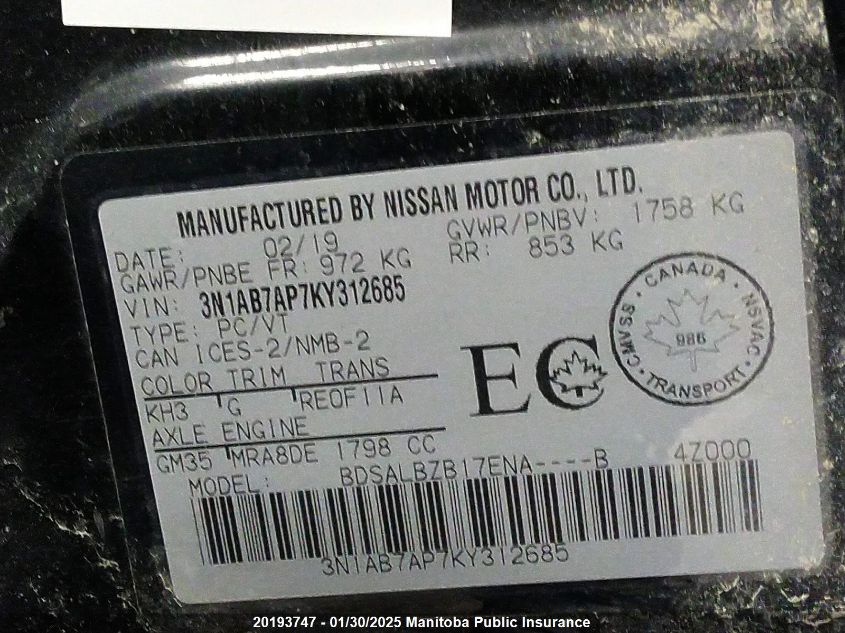 MANUFACTURED BY NISSAN MOTOR CO., LTD.
DATE: 02/19 GVWR/PNBV: 1758 KG
GAWR/PNBE FR: 972 KG RR: 853 KG
VIN: 3N1AB7AP7KY312685
TYPE: PC/VT
CAN ICES-2/NMB-2
COLOR TRIM TRANS
KH3 G RE0F11A
AXLE ENGINE
GM35 MRA8DE 1798 CC
MODEL: BDSALBZB17ENA----B 4Z000
3N1AB7AP7KY312685
EC
CANADA
CMVSS NSVAC
986
TRANSPORT
20193747 - 01/30/2025 Manitoba Public Insurance